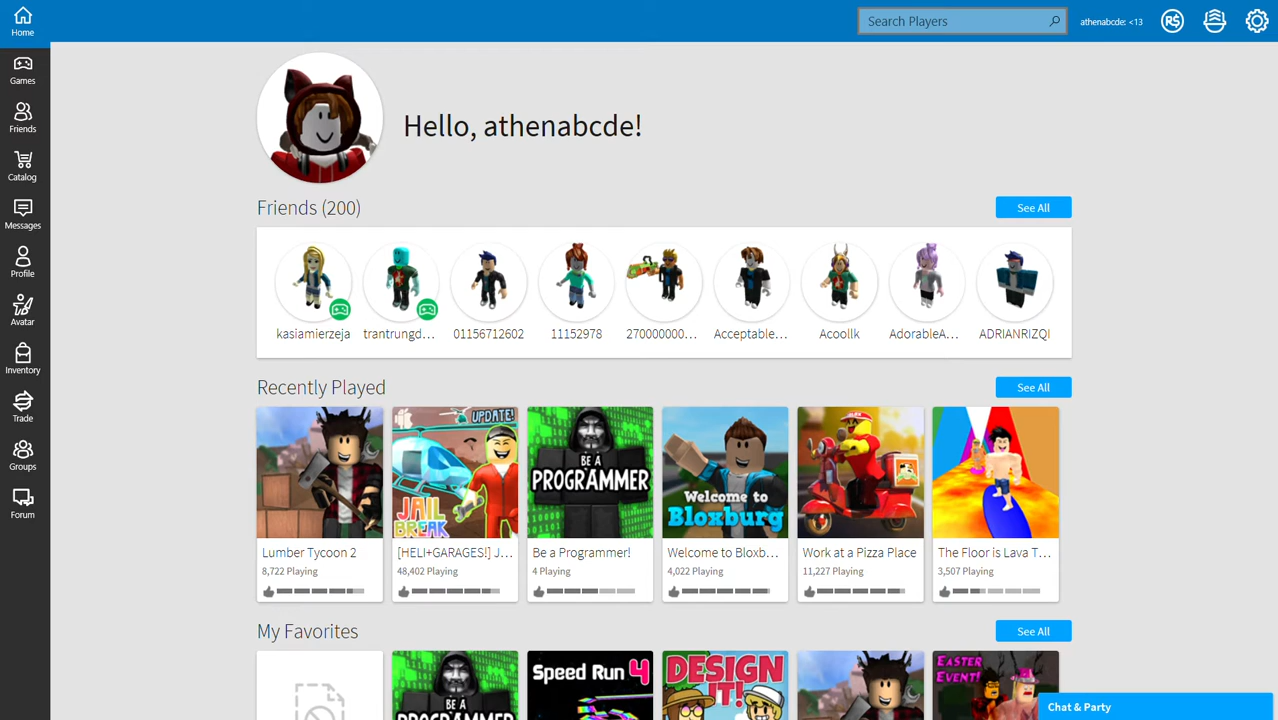 Home
Search Players
athenabcde: <13
R$
Games
Friends
Catalog
Messages
Profile
Avatar
Inventory
Trade
Groups
Forum
Hello, athenabcde!
Friends (200)
See All
kasiamierzeja
trantrungd...
01156712602
11152978
270000000...
Acceptable...
Acoollk
AdorableA...
ADRIANRIZQI
Recently Played
See All
UPDATE!
JAIL
BREAK
BE A
PROGRAMMER
Welcome to
Bloxburg
Lumber Tycoon 2
[HELI+GARAGES!] J...
Be a Programmer!
Welcome to Bloxb...
Work at a Pizza Place
The Floor is Lava T...
8,722 Playing
48,402 Playing
4 Playing
4,022 Playing
11,227 Playing
3,507 Playing
My Favorites
See All
BE A
PROGRAMMER
Speed Run 4
DESIGN
IT!
EASTER
EVENT!
Chat & Party